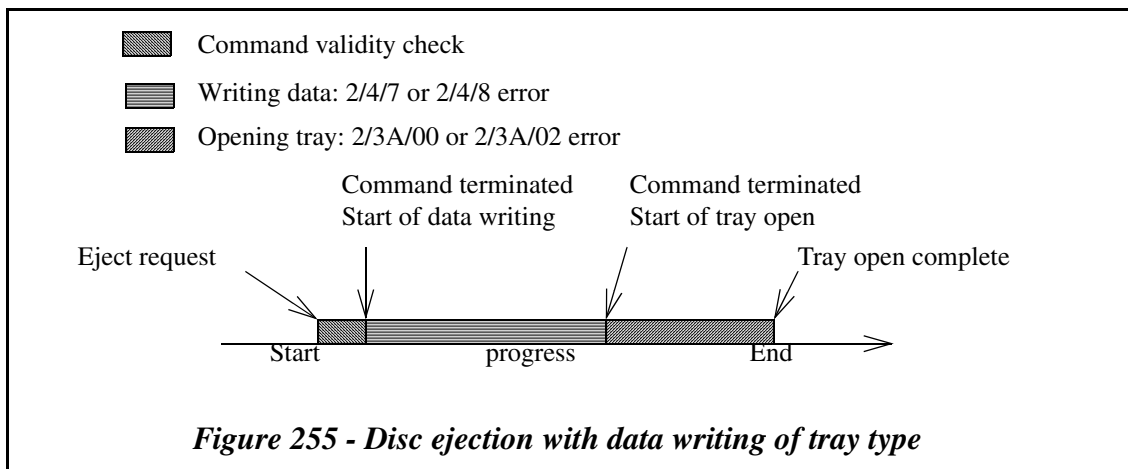 Command validity check
Writing data: 2/4/7 or 2/4/8 error
Opening tray: 2/3A/00 or 2/3A/02 error
Command terminated
Start of data writing
Command terminated
Start of tray open
Eject request
Tray open complete
Start
progress
End
Figure 255 - Disc ejection with data writing of tray type